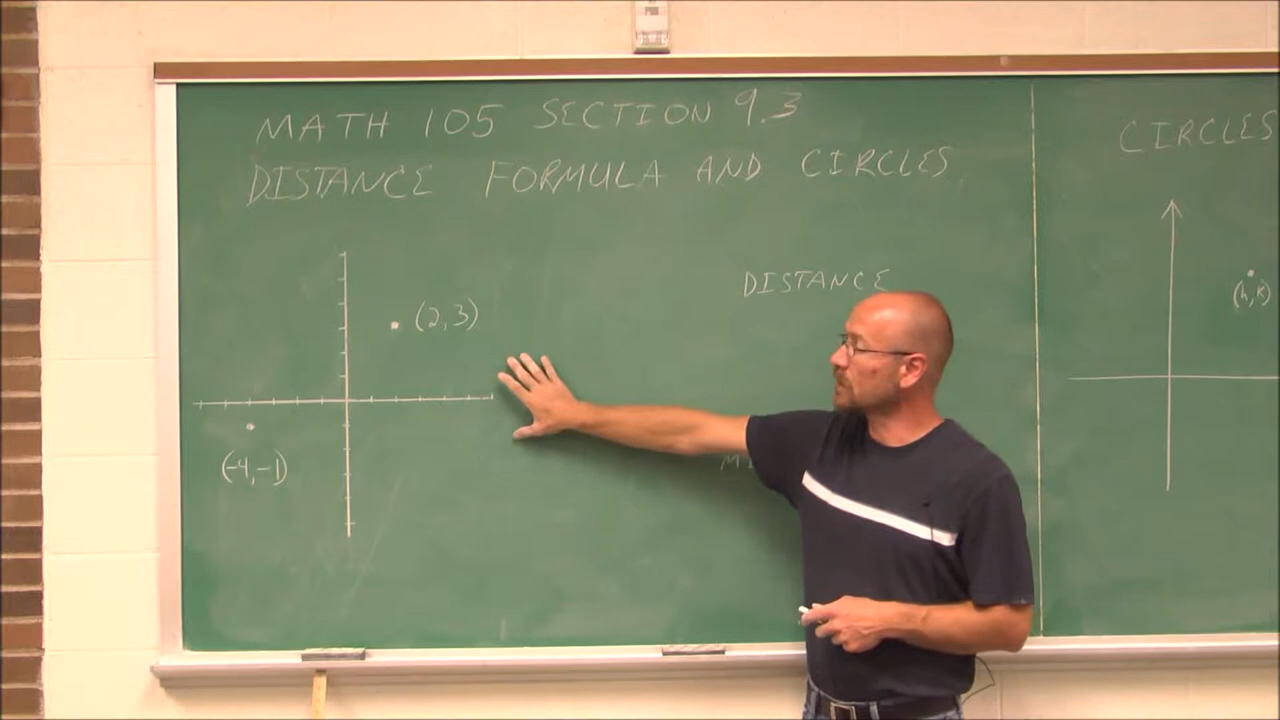 MATH 105 SECTION 9.3
DISTANCE FORMULA AND CIRCLES
DISTANCE
(2,3)
(-4,-1)
CIRCLES
(h,k)